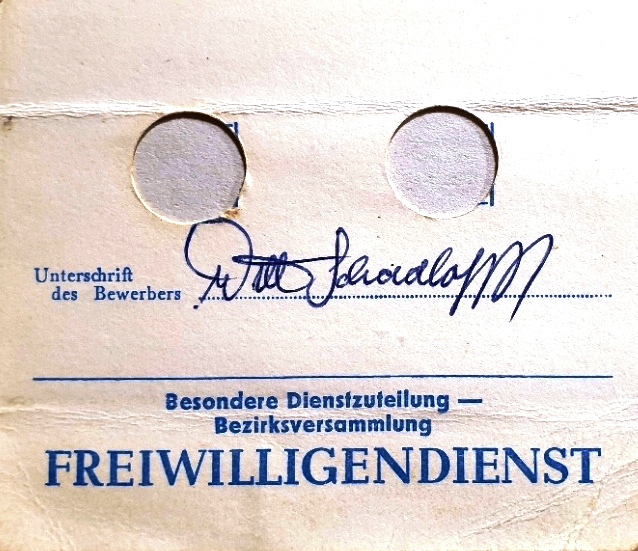 Unterschrift
des Bewerbers
Besondere Dienstzuteilung —
Bezirksversammlung
FREIWILLIGENDIENST